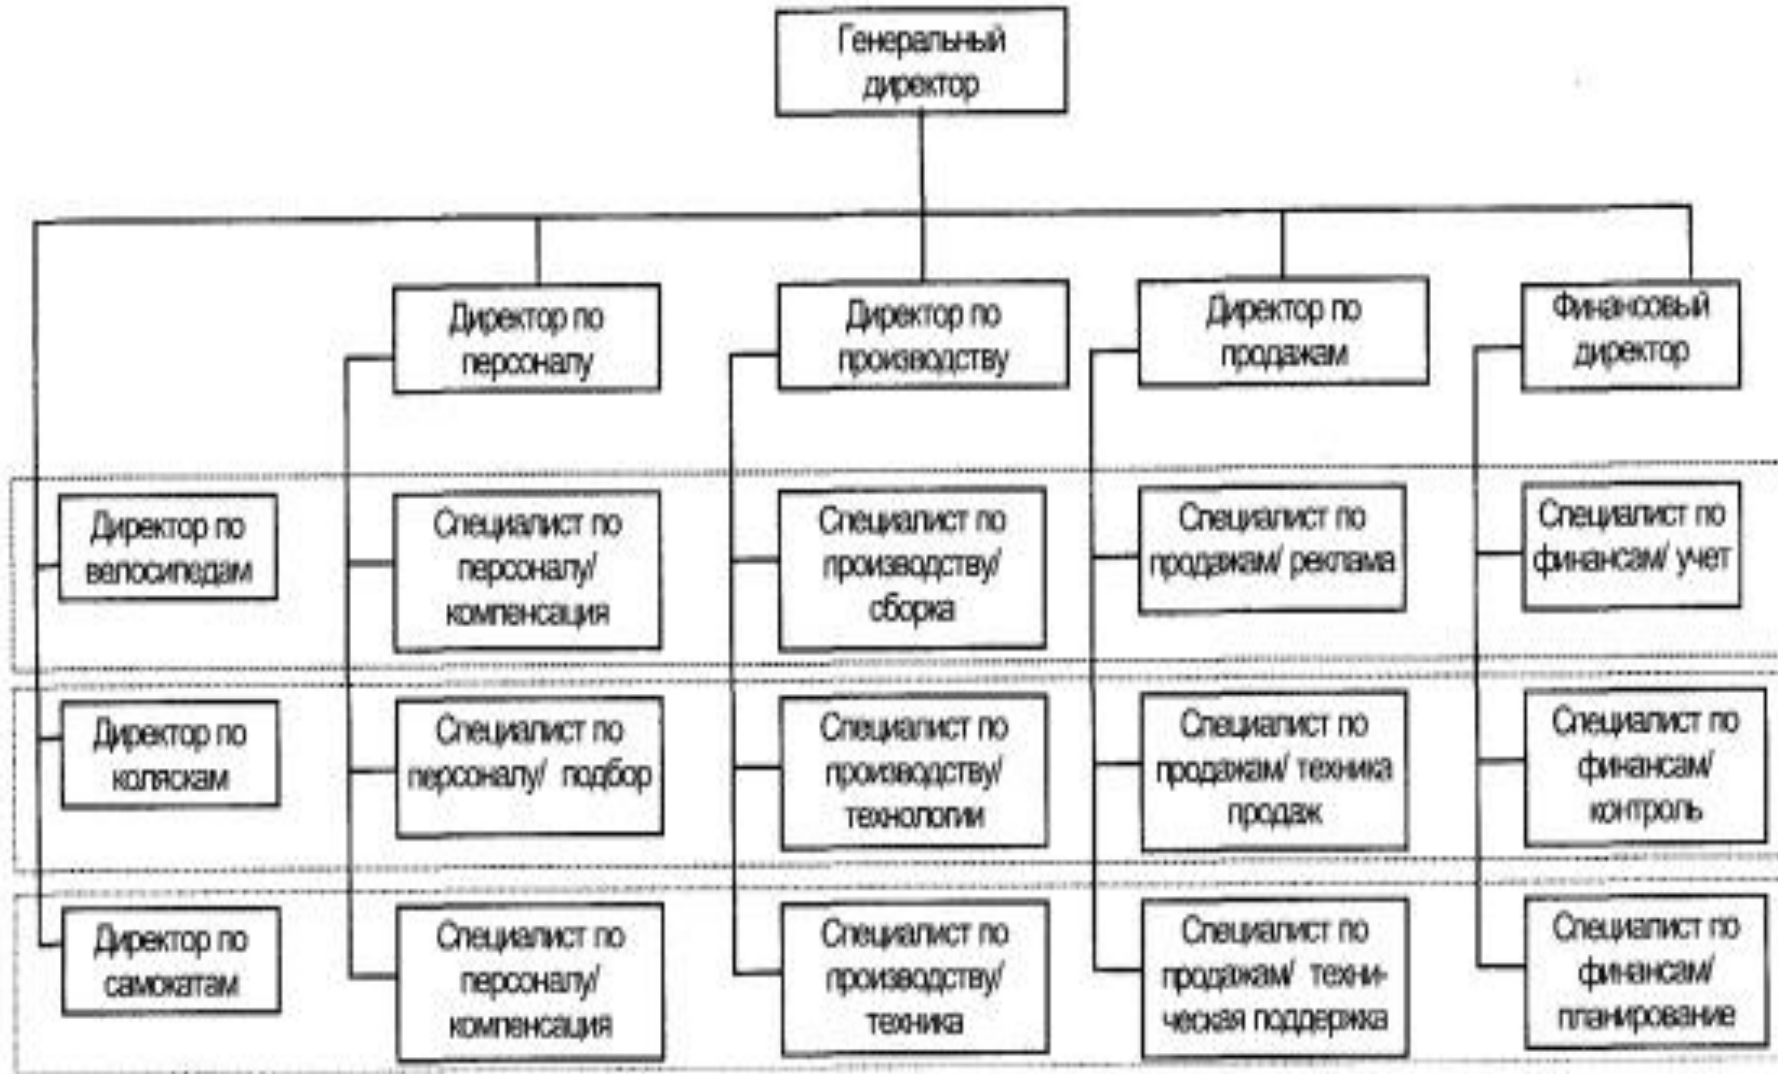 Генеральный
директор
Директор по
персоналу
Директор по
производству
Директор по
продажам
Финансовый
директор
Директор по
велосипедам
Специалист по
персоналу/
компенсация
Специалист по
производству/
сборка
Специалист по
продажам/ реклама
Специалист по
финансам/ учет
Директор по
коляскам
Специалист по
персоналу/ подбор
Специалист по
производству/
технологии
Специалист по
продажам/ техника
продаж
Специалист по
финансам/
контроль
Директор по
самокатам
Специалист по
персоналу/
компенсация
Специалист по
производству/
техника
Специалист по
продажам/ техни-
ческая поддержка
Специалист по
финансам/
планирование